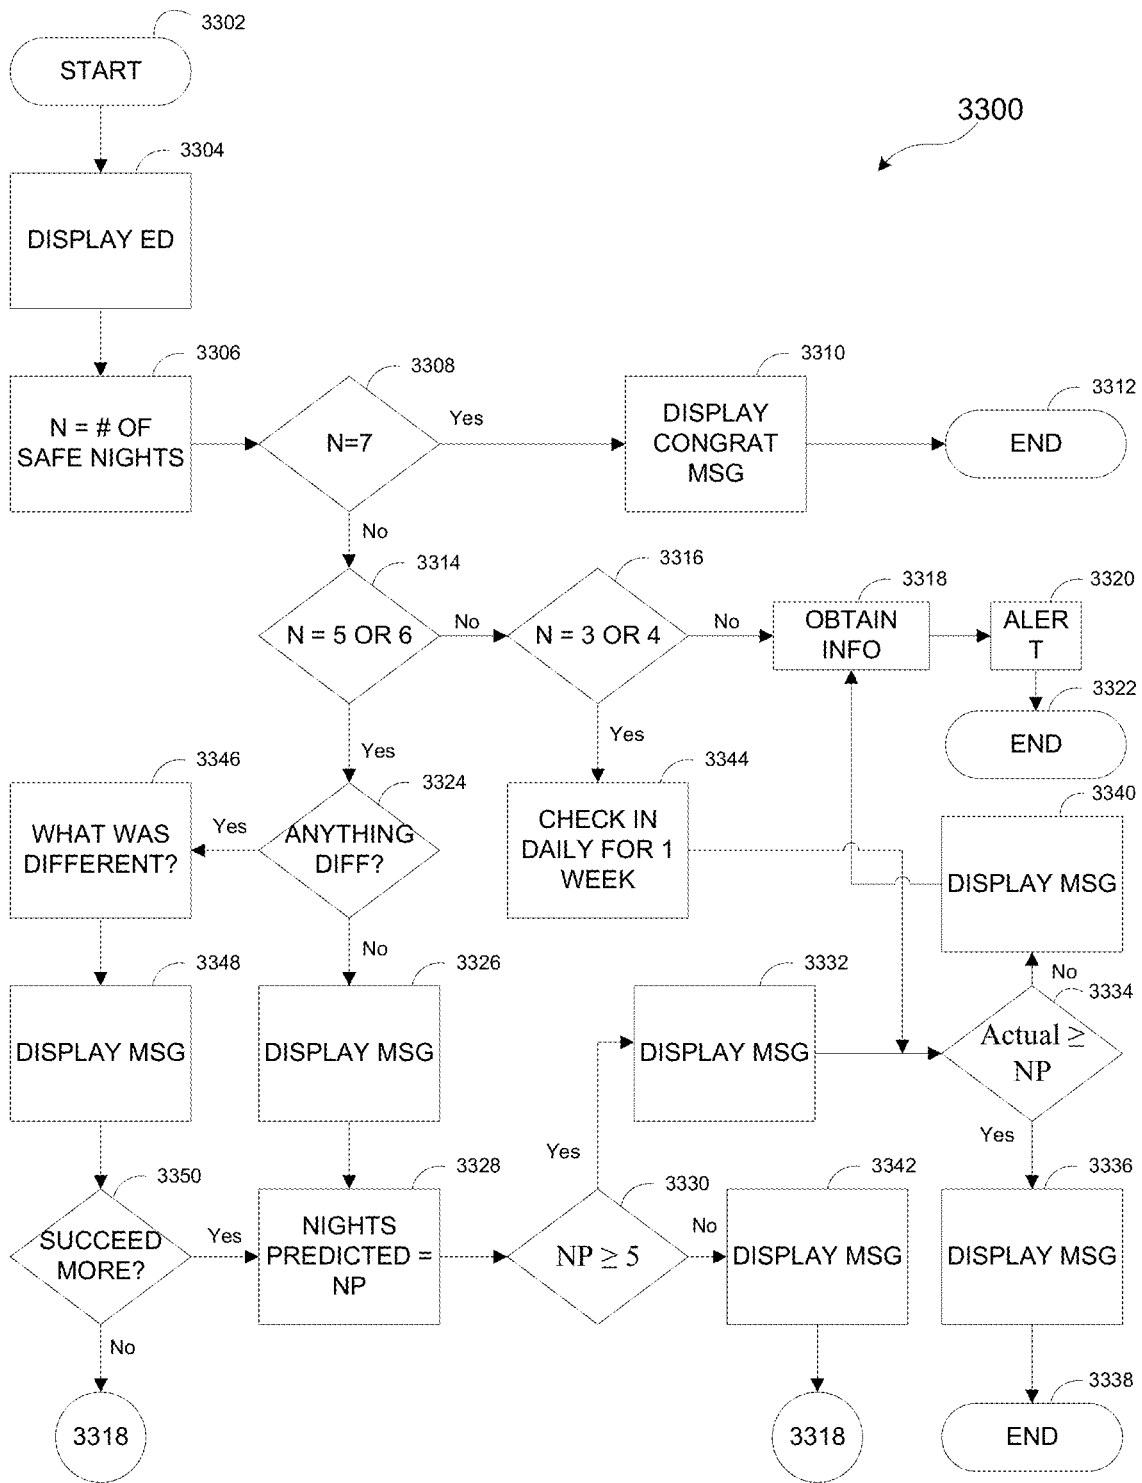 3302
START
3300
3304
DISPLAY ED
3306
N = # OF
SAFE NIGHTS
3308
N=7
Yes
3310
DISPLAY
CONGRAT
MSG
3312
END
No
3314
N = 5 OR 6
No
3316
N = 3 OR 4
No
3318
OBTAIN
INFO
3320
ALER
T
3322
END
Yes
Yes
3346
WHAT WAS
DIFFERENT?
Yes
3324
ANYTHING
DIFF?
3344
CHECK IN
DAILY FOR 1
WEEK
3340
DISPLAY MSG
No
No
3348
DISPLAY MSG
3326
DISPLAY MSG
3332
DISPLAY MSG
3334
Actual ≥
NP
Yes
Yes
3350
SUCCEED
MORE?
Yes
3328
NIGHTS
PREDICTED =
NP
3330
NP ≥ 5
No
3342
DISPLAY MSG
3336
DISPLAY MSG
No
3318
3318
3338
END